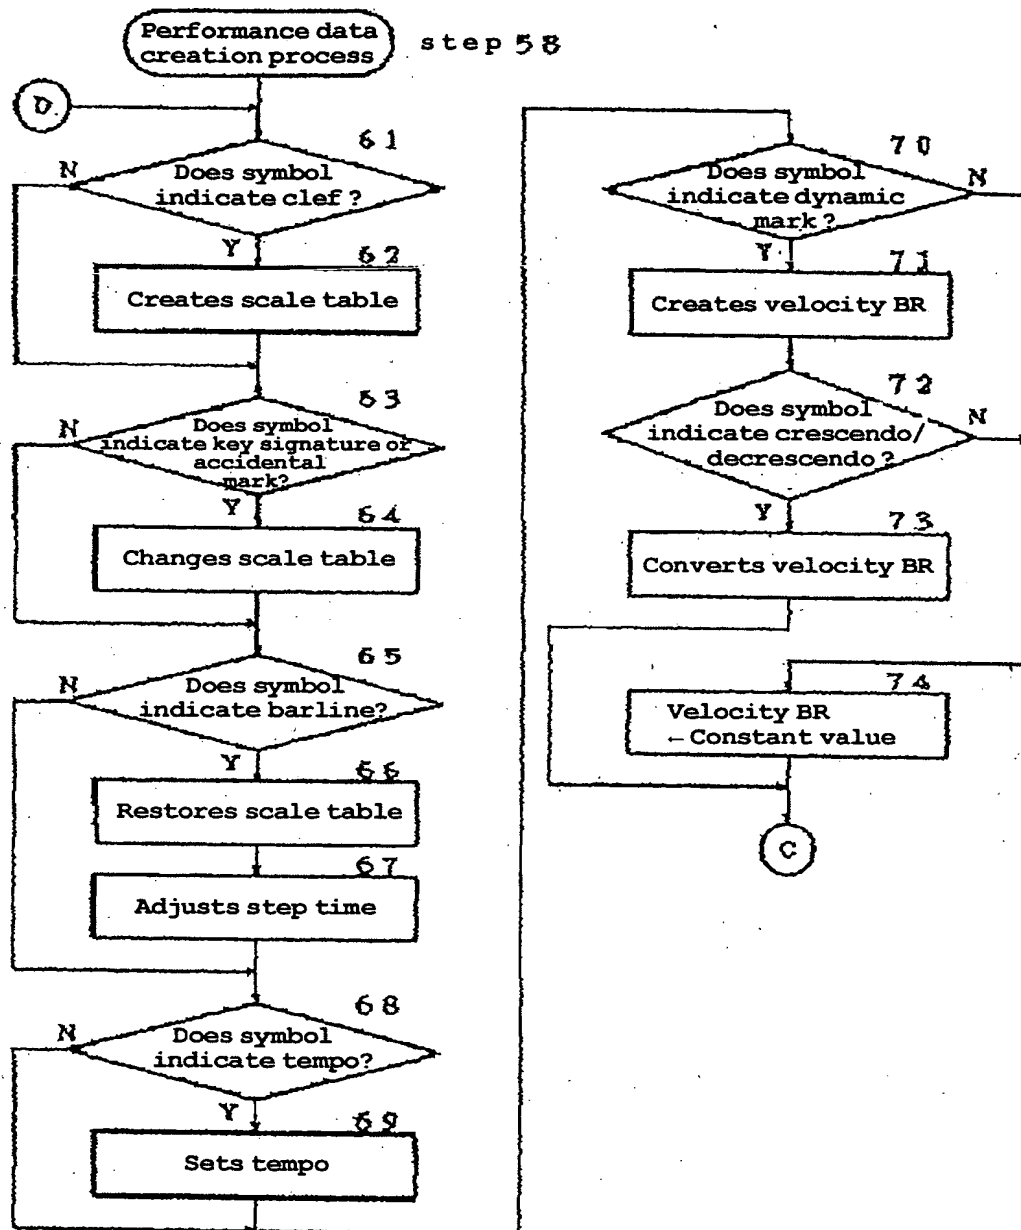 Performance data
creation process
step 58
D
61
N
Does symbol
indicate clef ?
Y
62
Creates scale table
63
N
Does symbol
indicate key signature or
accidental
mark?
Y
64
Changes scale table
65
N
Does symbol
indicate barline?
Y
66
Restores scale table
67
Adjusts step time
68
N
Does symbol
indicate tempo?
Y
69
Sets tempo
70
Does symbol
indicate dynamic
mark ?
N
Y
71
Creates velocity BR
72
Does symbol
indicate crescendo/
decrescendo ?
N
Y
73
Converts velocity BR
74
Velocity BR
←Constant value
C